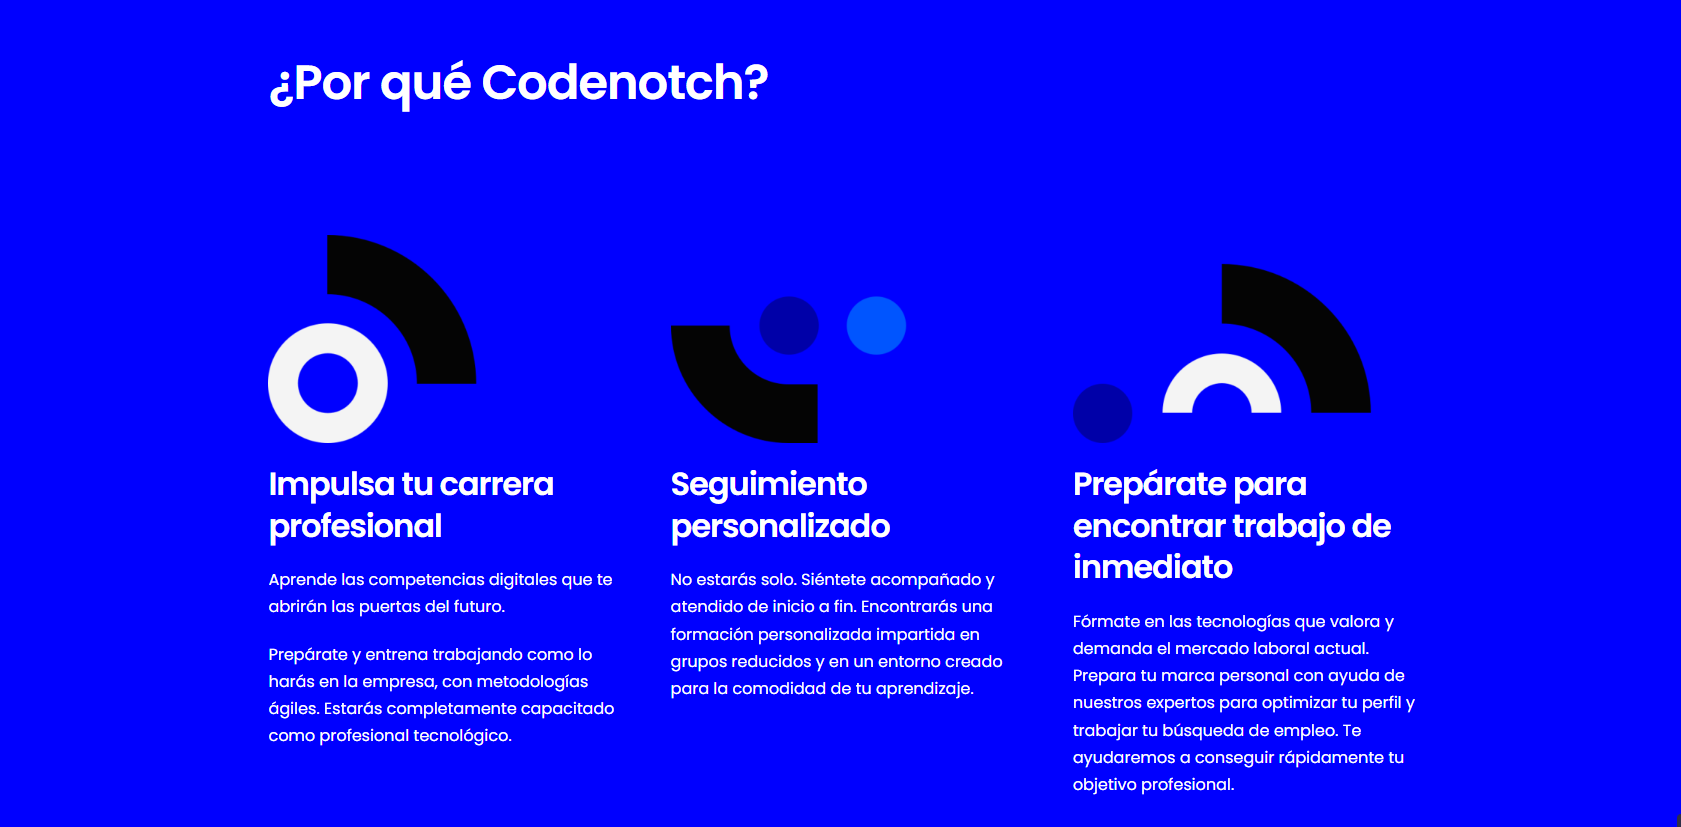 ¿Por qué Codenotch?
Impulsa tu carrera
profesional
Aprende las competencias digitales que te
abrirán las puertas del futuro.
Prepárate y entrena trabajando como lo
harás en la empresa, con metodologías
ágiles. Estarás completamente capacitado
como profesional tecnológico.
Seguimiento
personalizado
No estarás solo. Siéntete acompañado y
atendido de inicio a fin. Encontrarás una
formación personalizada impartida en
grupos reducidos y en un entorno creado
para la comodidad de tu aprendizaje.
Prepárate para
encontrar trabajo de
inmediato
Fórmate en las tecnologías que valora y
demanda el mercado laboral actual.
Prepara tu marca personal con ayuda de
nuestros expertos para optimizar tu perfil y
trabajar tu búsqueda de empleo. Te
ayudaremos a conseguir rápidamente tu
objetivo profesional.